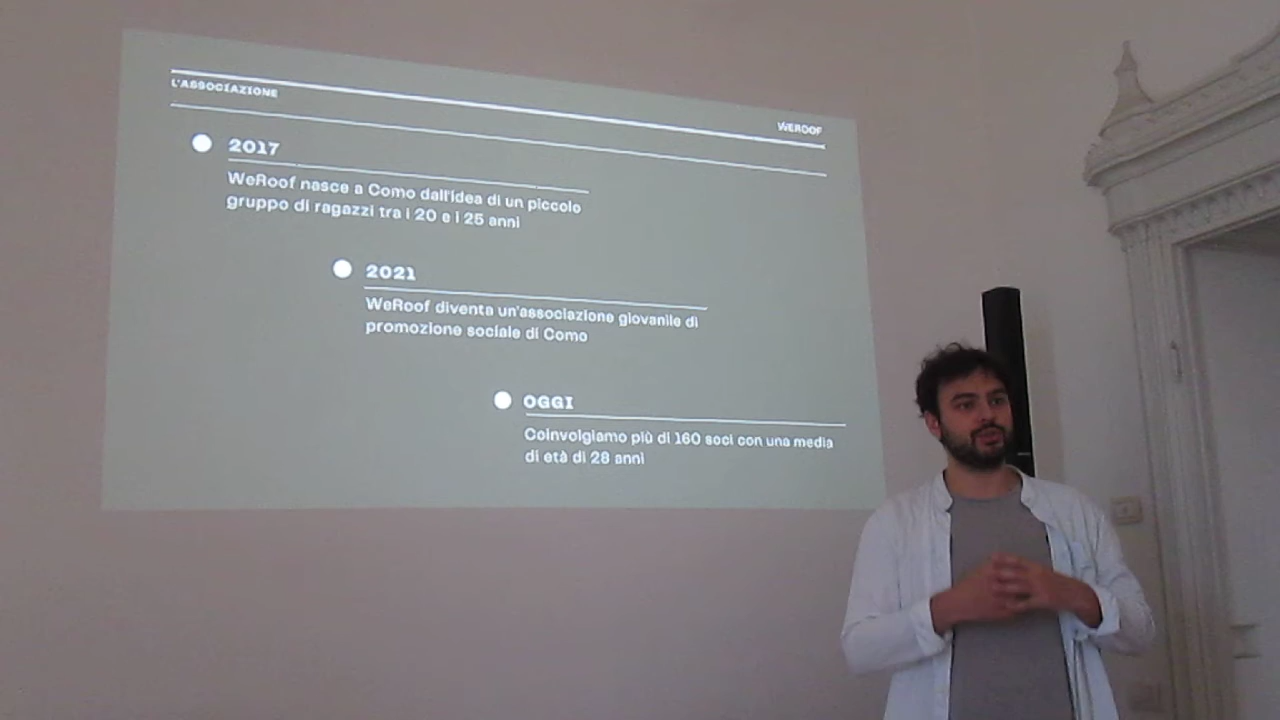 L'ASSOCIAZIONE
WEROOF
2017
WeRoof nasce a Como dall'idea di un piccolo
gruppo di ragazzi tra i 20 e i 25 anni
2021
WeRoof diventa un'associazione giovanile di
promozione sociale di Como
OGGI
Coinvolgiamo più di 160 soci con una media
di età di 28 anni